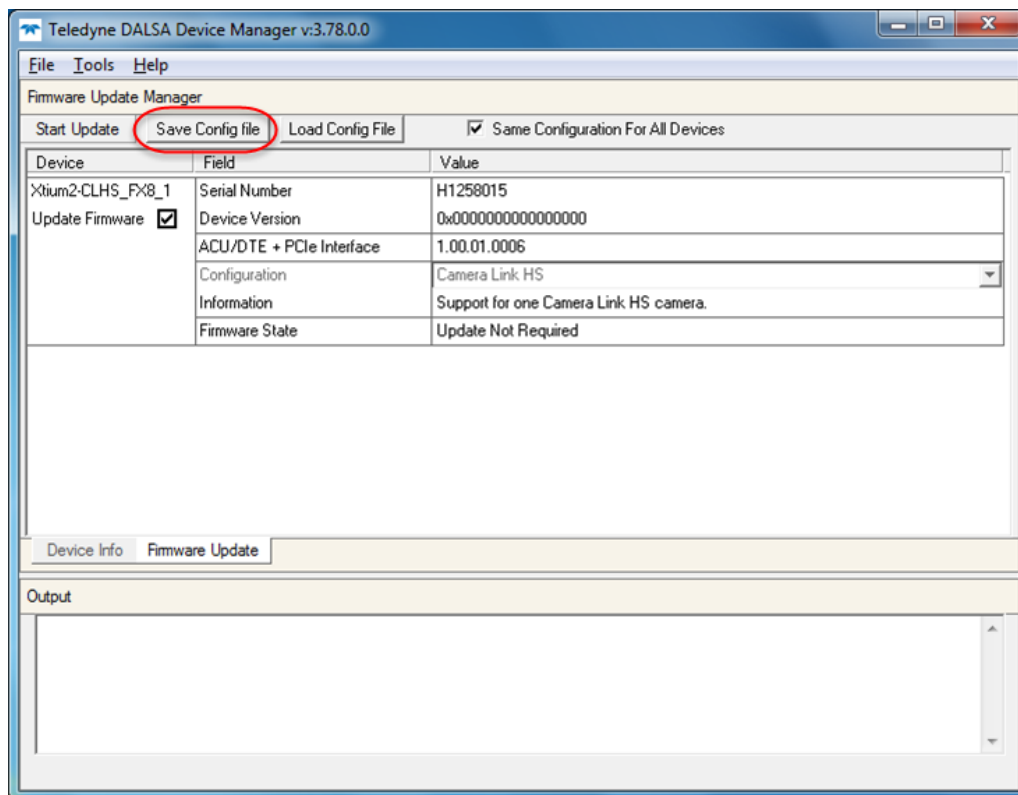 Teledyne DALSA Device Manager v:3.78.0.0
File Tools Help
Firmware Update Manager
Start Update Save Config file Load Config File Same Configuration For All Devices
Device Field Value
Xtium2-CLHS_FX8_1 Serial Number H1258015
Update Firmware Device Version 0x0000000000000000
ACU/DTE + PCIe Interface 1.00.01.0006
Configuration Camera Link HS
Information Support for one Camera Link HS camera.
Firmware State Update Not Required
Device Info Firmware Update
Output